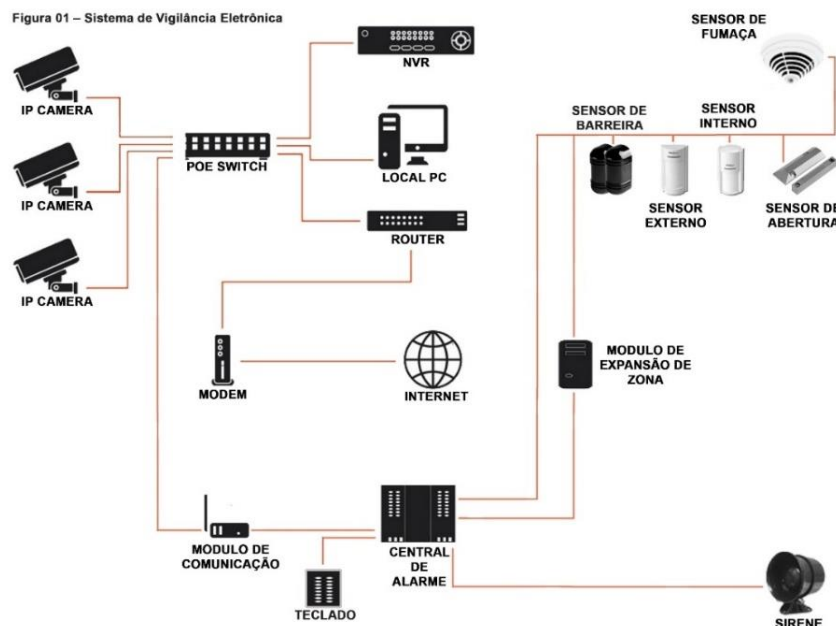 Figura 01 – Sistema de Vigilância Eletrônica
SENSOR DE
FUMAÇA
NVR
IP CAMERA
SENSOR DE
BARREIRA
SENSOR
INTERNO
POE SWITCH
LOCAL PC
IP CAMERA
SENSOR
EXTERNO
SENSOR DE
ABERTURA
ROUTER
IP CAMERA
MODULO DE
EXPANSÃO DE
ZONA
MODEM
INTERNET
MODULO DE
COMUNICAÇÃO
CENTRAL
DE
ALARME
TECLADO
SIRENE